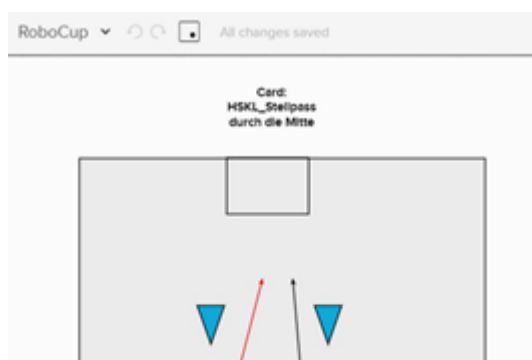 RoboCup
All changes saved
Card:
HSKL_Steilpass
durch die Mitte